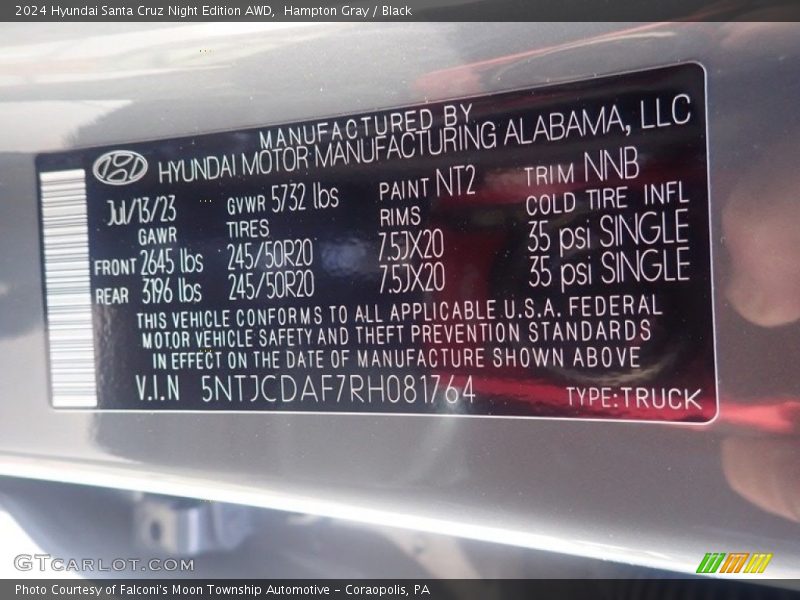 2024 Hyundai Santa Cruz Night Edition AWD, Hampton Gray / Black
MANUFACTURED BY
HYUNDAI MOTOR MANUFACTURING ALABAMA, LLC
Jul/13/23 GVWR 5732 lbs PAINT NT2 TRIM NNB
GAWR TIRES RIMS COLD TIRE INFL
FRONT 2645 lbs 245/50R20 7.5JX20 35 psi SINGLE
REAR 3196 lbs 245/50R20 7.5JX20 35 psi SINGLE
THIS VEHICLE CONFORMS TO ALL APPLICABLE U.S.A. FEDERAL
MOTOR VEHICLE SAFETY AND THEFT PREVENTION STANDARDS
IN EFFECT ON THE DATE OF MANUFACTURE SHOWN ABOVE
V.I.N 5NTJCDAF7RH081764 TYPE:TRUCK
GTCARLOT.COM
Photo Courtesy of Falconi's Moon Township Automotive - Coraopolis, PA